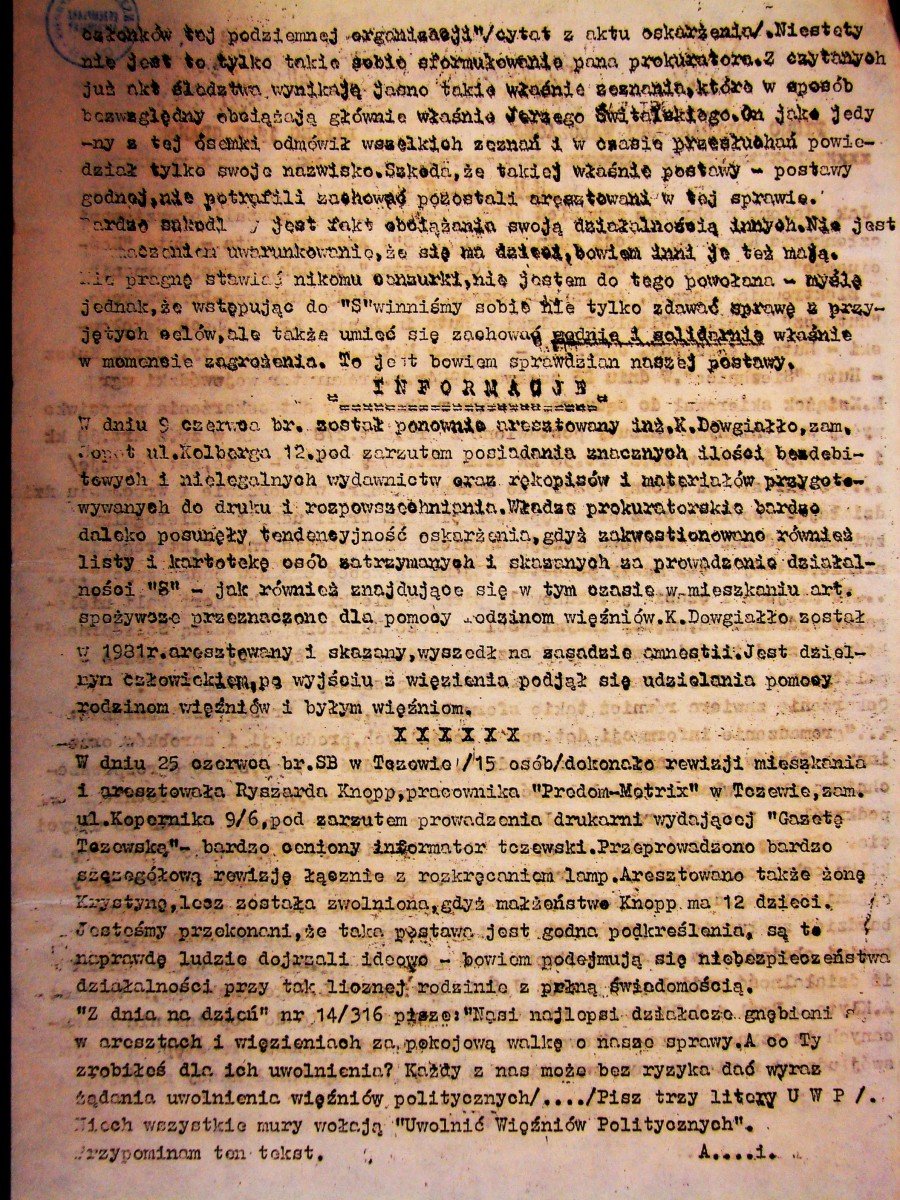 członków tej podziemnej organizacji"/cytat z aktu oskarżenia/.Niestety
nie jest to tylko takie sobie sformułowanie pana prokuratora.Z czytanych
już akt śledztwa wynikają jasno takie właśnie zeznania,które w sposób
bezwzględny obciążają głównie właśnie Jerzego Świtalskiego.On jako jedy
-ny z tej ósemki odmówił wszelkich zeznań i w czasie przesłuchań powie-
dział tylko swoje nazwisko.Szkoda,że takiej właśnie postawy - postawy
godnej,nie potrafili zachować pozostali aresztowani w tej sprawie.
jest fakt obciążania swoją działalnością innych.Nie jest
uwarunkowanie,że się ma dzieci,bowiem inni je też mają.
Nie pragnę stawiać nikomu cenzurki,nie jestem do tego powołana - myślę
jednak,że wstępując do "S"winniśmy sobie nie tylko zdawać sprawę z przy-
jętych celów,ale także umieć się zachować godnie i solidarnie właśnie
w momencie zagrożenia. To jest bowiem sprawdzian naszej postawy.
"I N F O R M A C J E"
W dniu 9 czerwca br. został ponownie aresztowany inż.K.Dowgiałło,zam.
Sopot ul.Kolberga 12.pod zarzutem posiadania znacznych ilości bezdebi-
towych i nielegalnych wydawnictw oraz rękopisów i materiałów przygoto-
wywanych do druku i rozpowszechniania.Władze prokuratorskie bardzo
daleko posunęły tendencyjność oskarżenia,gdyż zakwestionowano również
listy i kartotekę osób zatrzymanych i skazanych za prowadzenie działal-
ności "S" - jak również znajdujące się w tym czasie w mieszkaniu art.
spożywcze przeznaczone dla pomocy rodzinom więźniów.K.Dowgiałło został
w 1981r.aresztowany i skazany,wyszedł na zasadzie amnestii.Jest dziel-
nym człowiekiem,po wyjściu z więzienia podjął się udzielania pomocy
rodzinom więźniów i byłym więźniom.
X X X X X X
W dniu 25 czerwca br.SB w Tczewie /15 osób/dokonało rewizji mieszkania
i aresztowała Ryszarda Knopp,pracownika "Predom-Metrix" w Tczewie,zam.
ul.Kopernika 9/6,pod zarzutem prowadzenia drukarni wydającej "Gazetę
Tczewską"- bardzo ceniony informator tczewski.Przeprowadzono bardzo
szczegółową rewizję łącznie z rozkręcaniem lamp.Aresztowano także żonę
Krystynę,lecz została zwolniona,gdyż małżeństwo Knopp ma 12 dzieci.
Jesteśmy przekonani,że taka postawa jest godna podkreślenia, są to
naprawdę ludzie dojrzali ideowo - bowiem podejmują się niebezpieczeństwa
działalności przy tak licznej rodzinie z pełną świadomością.
"Z dnia na dzień" nr 14/316 pisze:"Nasi najlepsi działacze gnębieni
w aresztach i więzieniach za pokojową walkę o nasze sprawy.A co Ty
zrobiłeś dla ich uwolnienia? Każdy z nas może bez ryzyka dać wyraz
żądania uwolnienia więźniów politycznych/..../Pisz trzy litery U W P /.
Niech wszystkie mury wołają "Uwolnić Więźniów Politycznych".
Przypominam ten tekst. A....i.